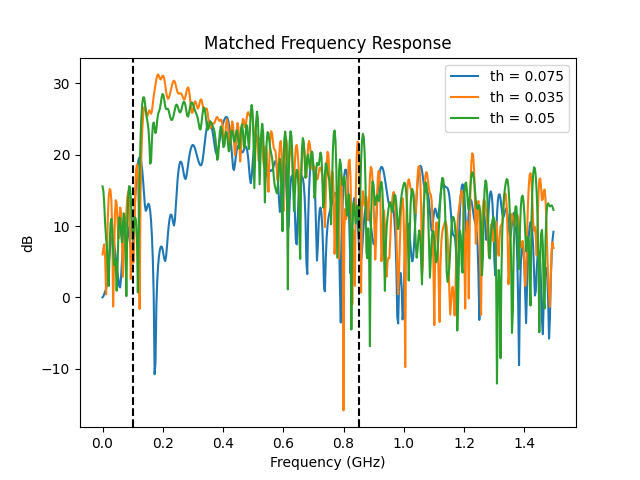 Matched Frequency Response
th = 0.075
th = 0.035
th = 0.05
dB
30
20
10
0
−10
0.0 0.2 0.4 0.6 0.8 1.0 1.2 1.4
Frequency (GHz)